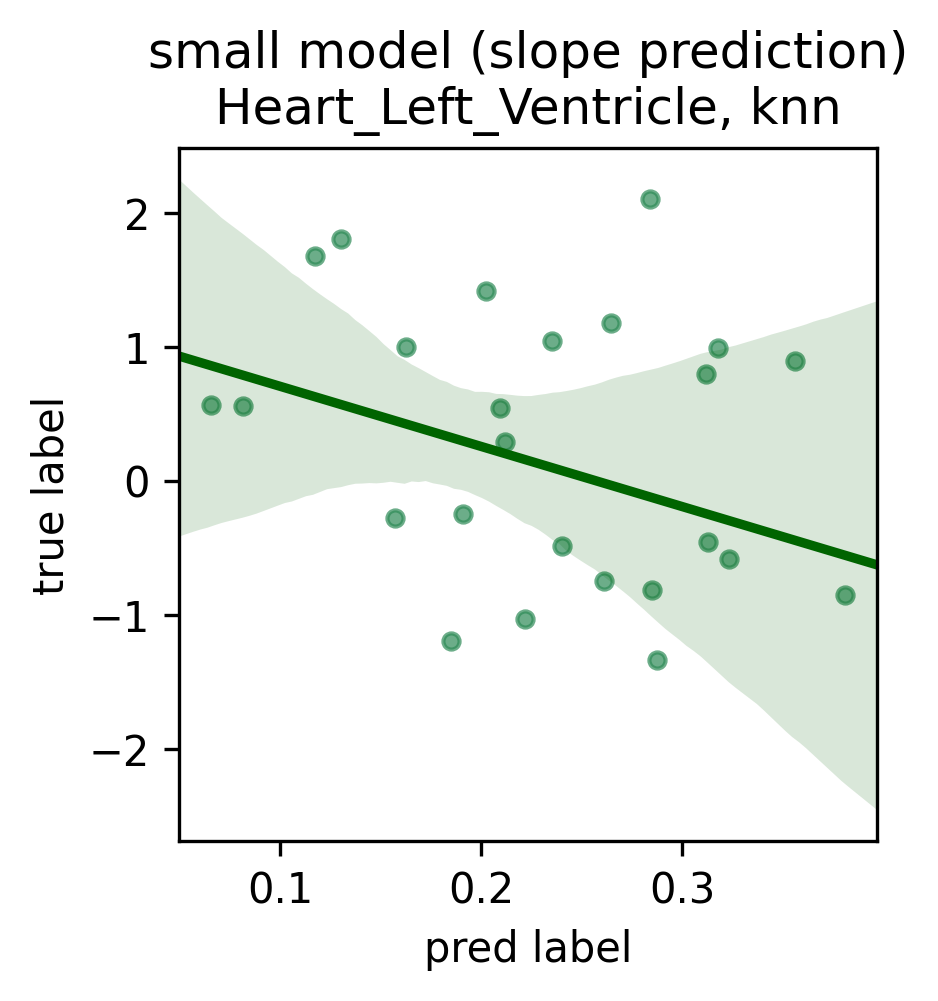 small model (slope prediction)
Heart_Left_Ventricle, knn
2
1
0
−1
−2
true label
0.1 0.2 0.3
pred label